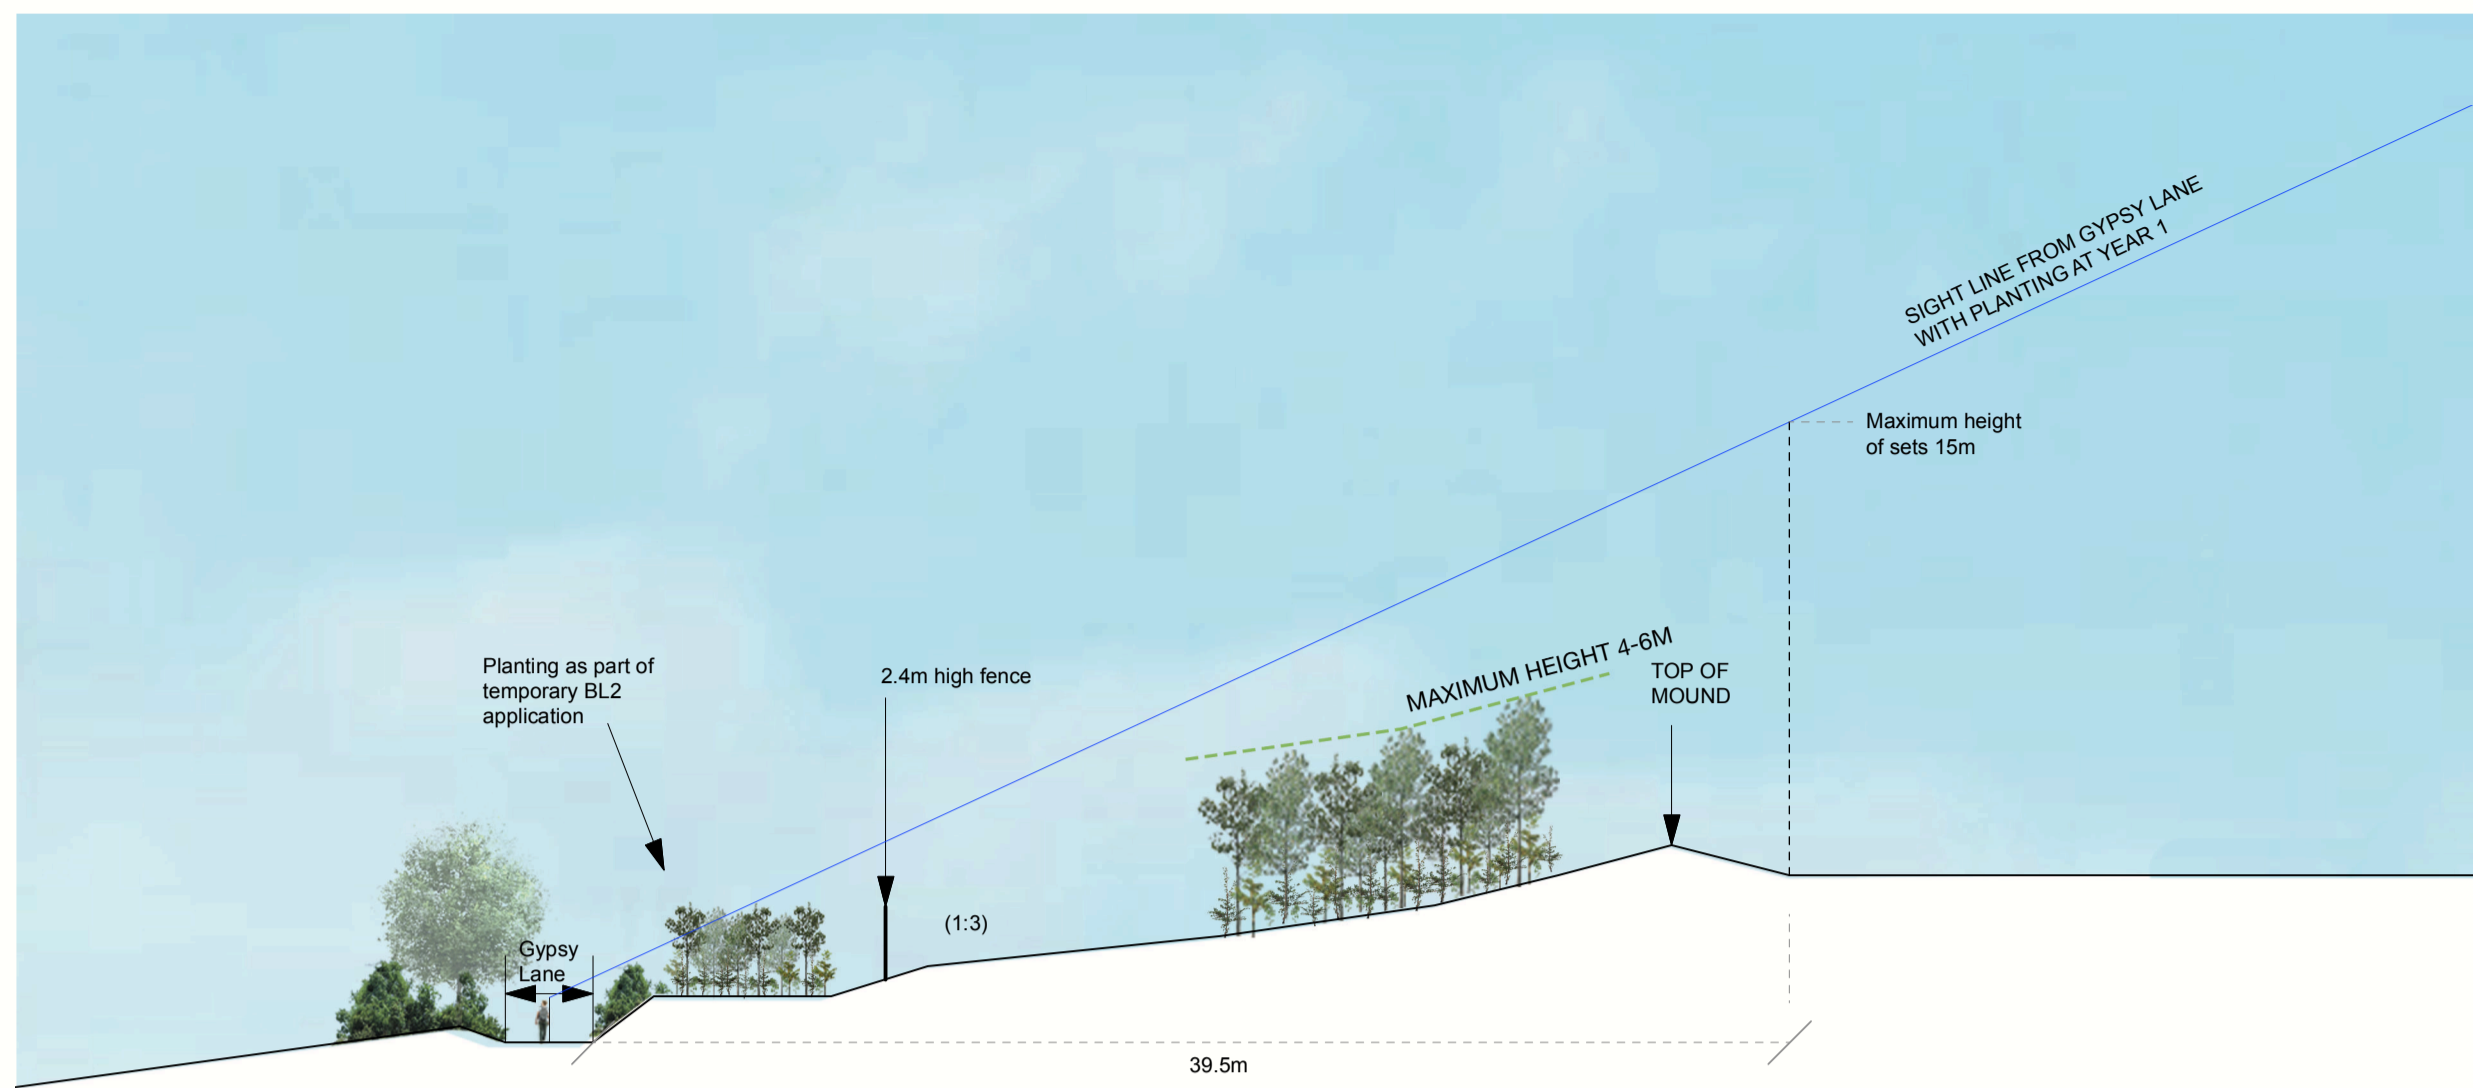 SIGHT LINE FROM GYPSY LANE
WITH PLANTING AT YEAR 1
Maximum height
of sets 15m
MAXIMUM HEIGHT 4-6M
TOP OF
MOUND
Planting as part of
temporary BL2
application
2.4m high fence
(1:3)
Gypsy
Lane
39.5m